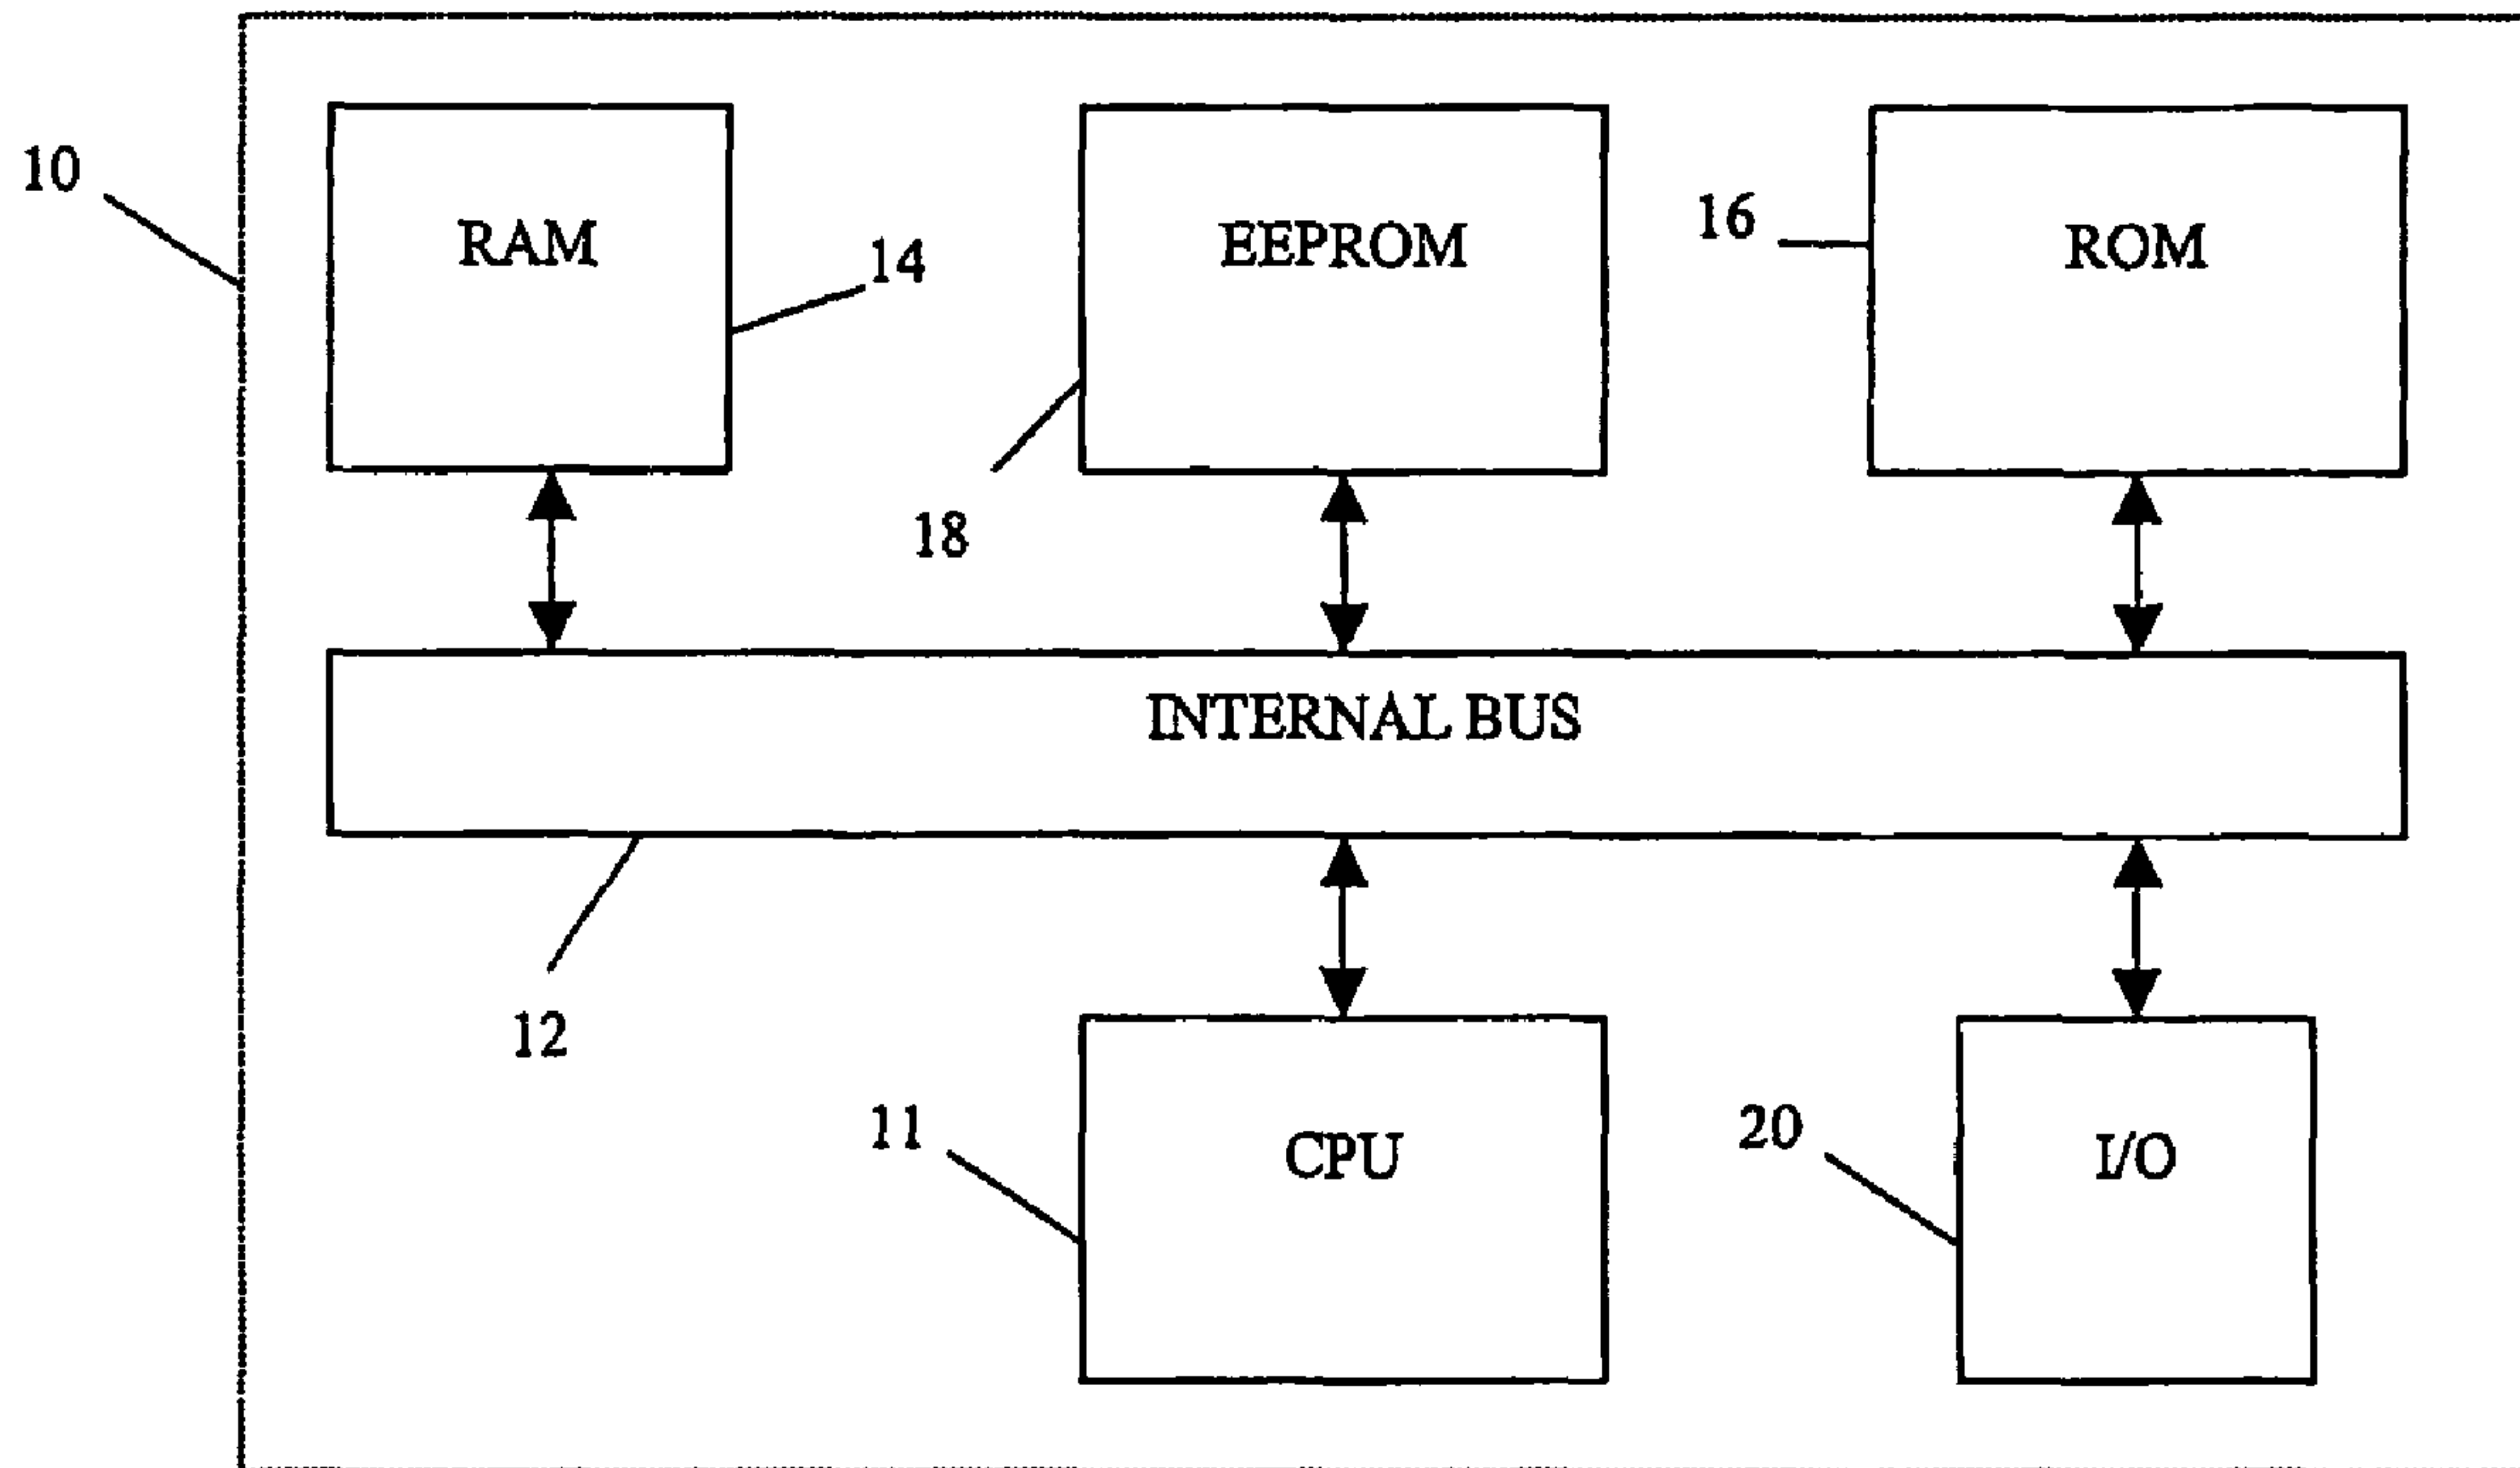 10
RAM
14
EEPROM
16
ROM
18
INTERNAL BUS
12
11
CPU
20
I/O